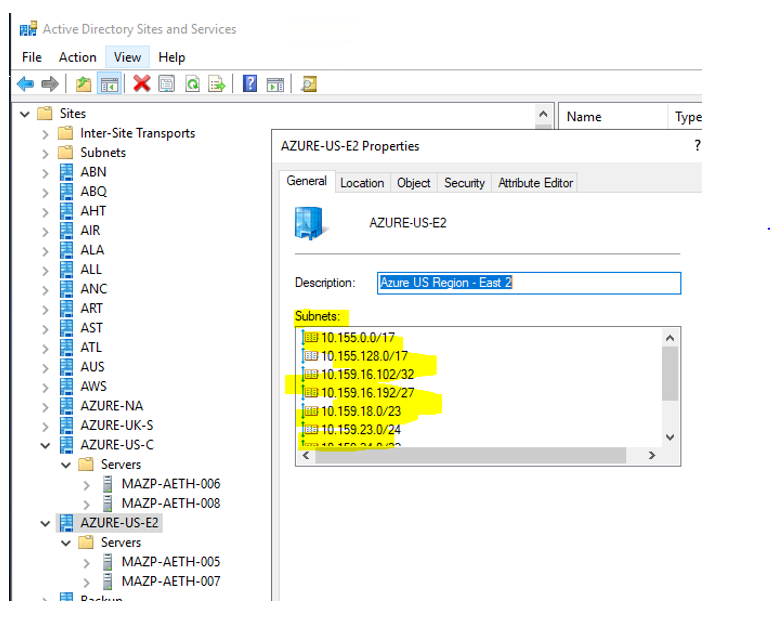 Active Directory Sites and Services
File Action View Help
Name Type
Sites
Inter-Site Transports
Subnets
ABN
ABQ
AHT
AIR
ALA
ALL
ANC
ART
AST
ATL
AUS
AWS
AZURE-NA
AZURE-UK-S
AZURE-US-C
Servers
MAZP-AETH-006
MAZP-AETH-008
AZURE-US-E2
Servers
MAZP-AETH-005
MAZP-AETH-007
Backup
AZURE-US-E2 Properties ?
General Location Object Security Attribute Editor
AZURE-US-E2
Description: Azure US Region - East 2
Subnets:
10.155.0.0/17
10.155.128.0/17
10.159.16.102/32
10.159.16.192/27
10.159.18.0/23
10.159.23.0/24